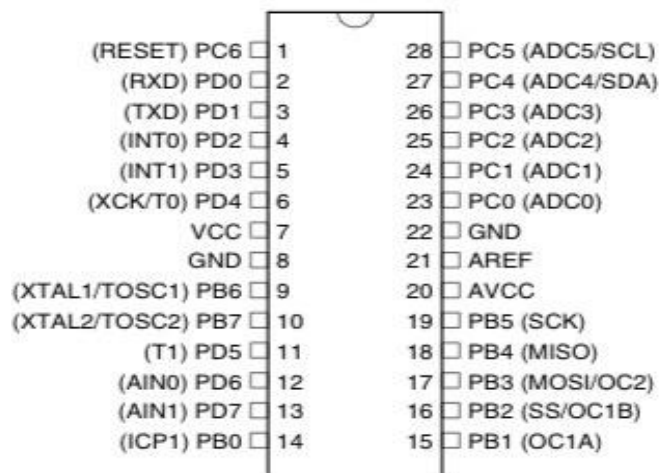 (RESET) PC6 1 28 PC5 (ADC5/SCL)
(RXD) PD0 2 27 PC4 (ADC4/SDA)
(TXD) PD1 3 26 PC3 (ADC3)
(INT0) PD2 4 25 PC2 (ADC2)
(INT1) PD3 5 24 PC1 (ADC1)
(XCK/T0) PD4 6 23 PC0 (ADC0)
VCC 7 22 GND
GND 8 21 AREF
(XTAL1/TOSC1) PB6 9 20 AVCC
(XTAL2/TOSC2) PB7 10 19 PB5 (SCK)
(T1) PD5 11 18 PB4 (MISO)
(AIN0) PD6 12 17 PB3 (MOSI/OC2)
(AIN1) PD7 13 16 PB2 (SS/OC1B)
(ICP1) PB0 14 15 PB1 (OC1A)